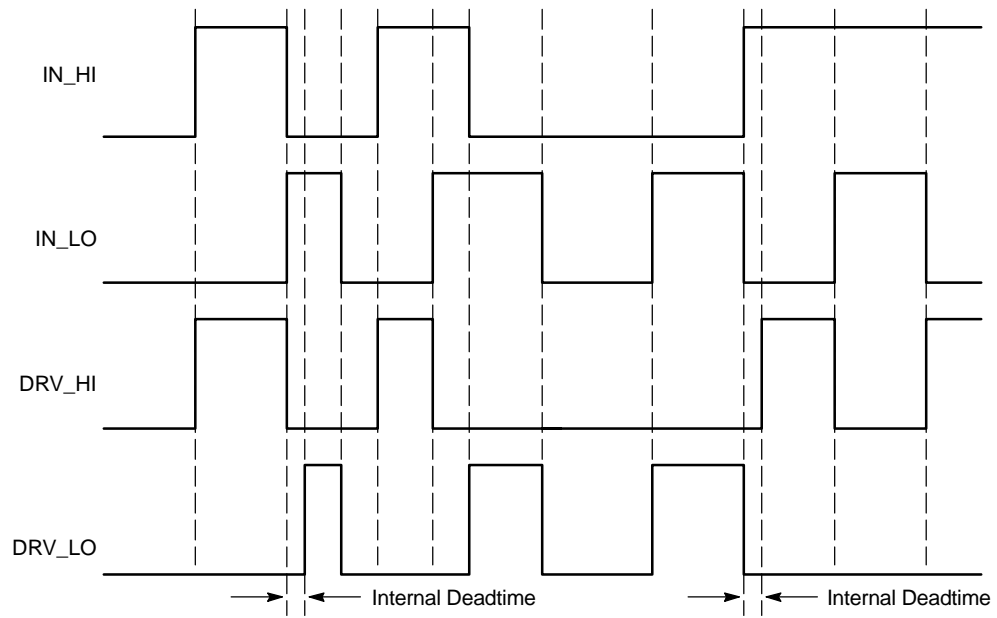 IN_HI
IN_LO
DRV_HI
DRV_LO
Internal Deadtime
Internal Deadtime